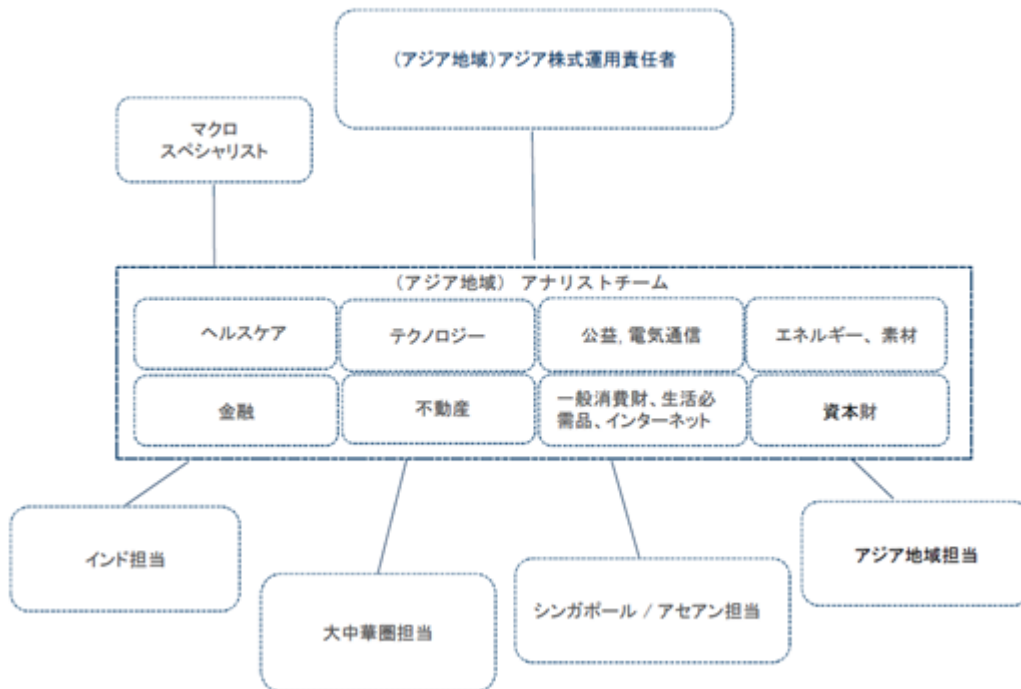 (アジア地域)アジア株式運用責任者
マクロ
スペシャリスト
(アジア地域) アナリストチーム
ヘルスケア
テクノロジー
公益, 電気通信
エネルギー、素材
金融
不動産
一般消費財、生活必
需品、インターネット
資本財
インド担当
大中華圏担当
シンガポール / アセアン担当
アジア地域担当